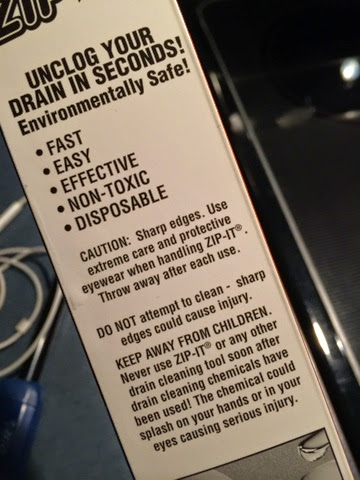 ZIP-
UNCLOG YOUR
DRAIN IN SECONDS!
Environmentally Safe!
• FAST
• EASY
• EFFECTIVE
• NON-TOXIC
• DISPOSABLE
CAUTION: Sharp edges. Use
extreme care and protective
eyewear when handling ZIP-IT®.
Throw away after each use.
DO NOT attempt to clean - sharp
edges could cause injury.
KEEP AWAY FROM CHILDREN.
Never use ZIP-IT® or any other
drain cleaning tool soon after
drain cleaning chemicals have
been used! The chemical could
splash on your hands or in your
eyes causing serious injury.